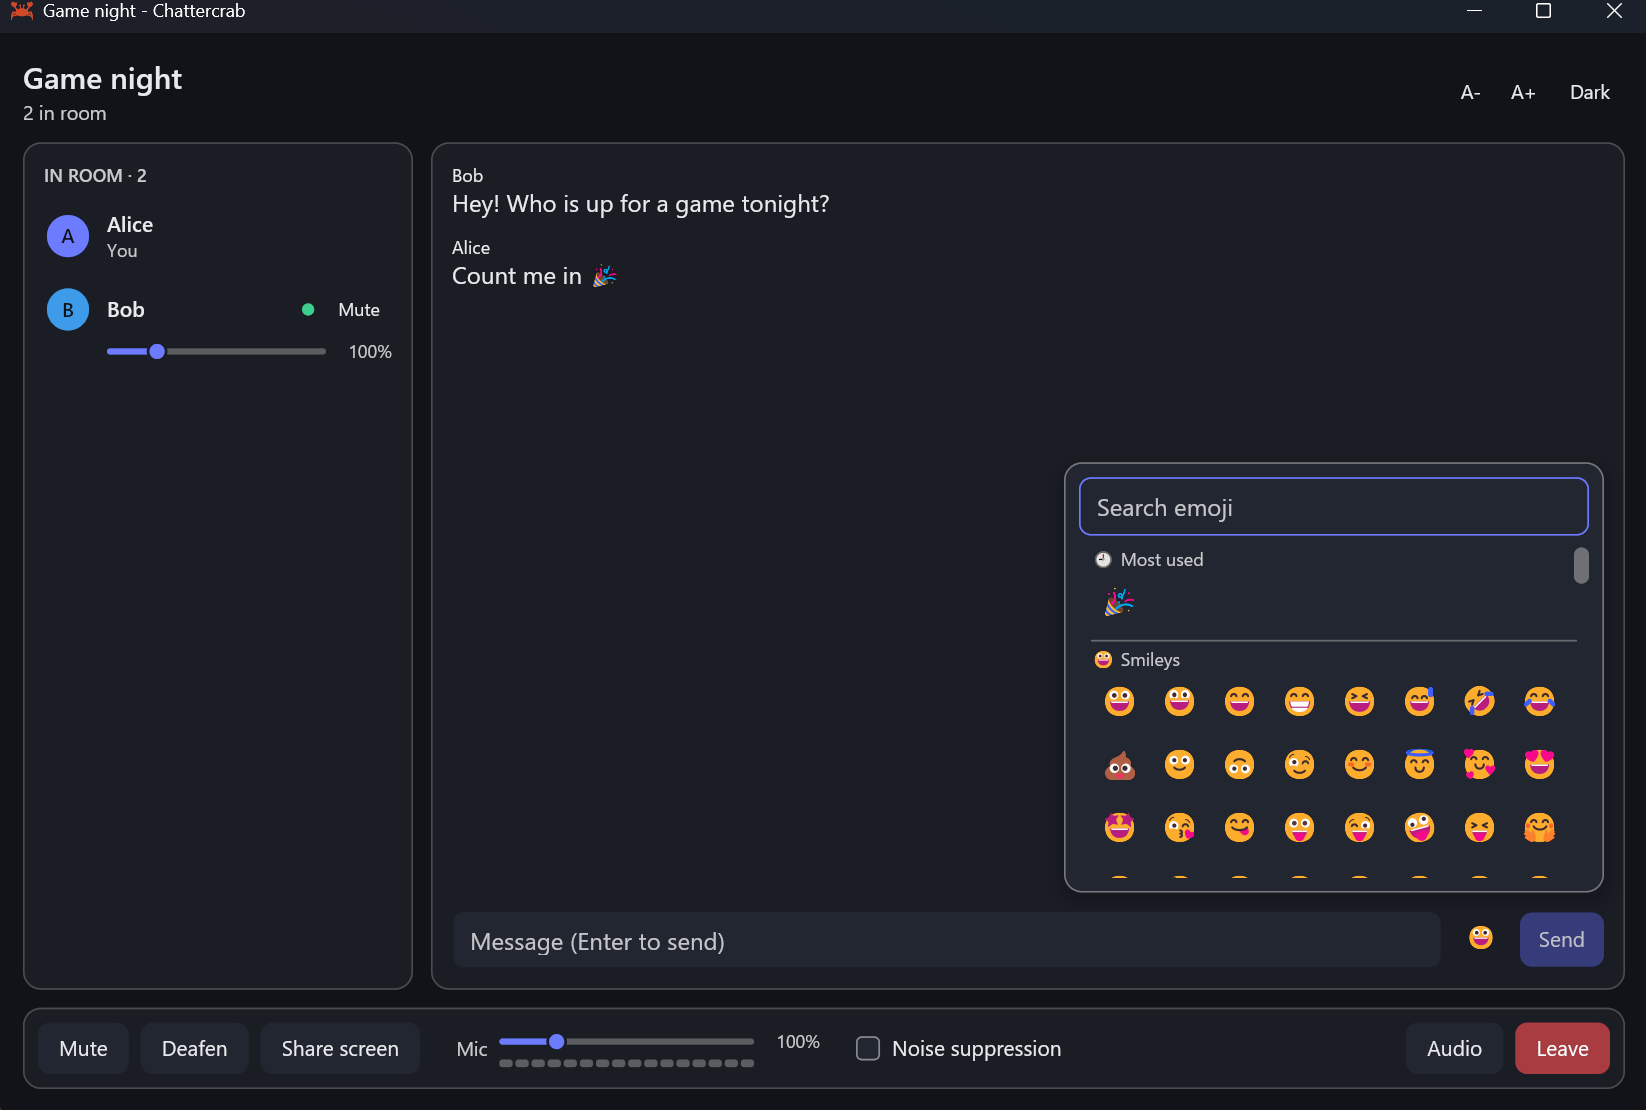 Game night - Chattercrab
Game night
2 in room
A-
A+
Dark
IN ROOM · 2
A
Alice
You
B
Bob
Mute
100%
Bob
Hey! Who is up for a game tonight?
Alice
Count me in 🎉
Search emoji
Most used
Smileys
Message (Enter to send)
Send
Mute
Deafen
Share screen
Mic
100%
Noise suppression
Audio
Leave